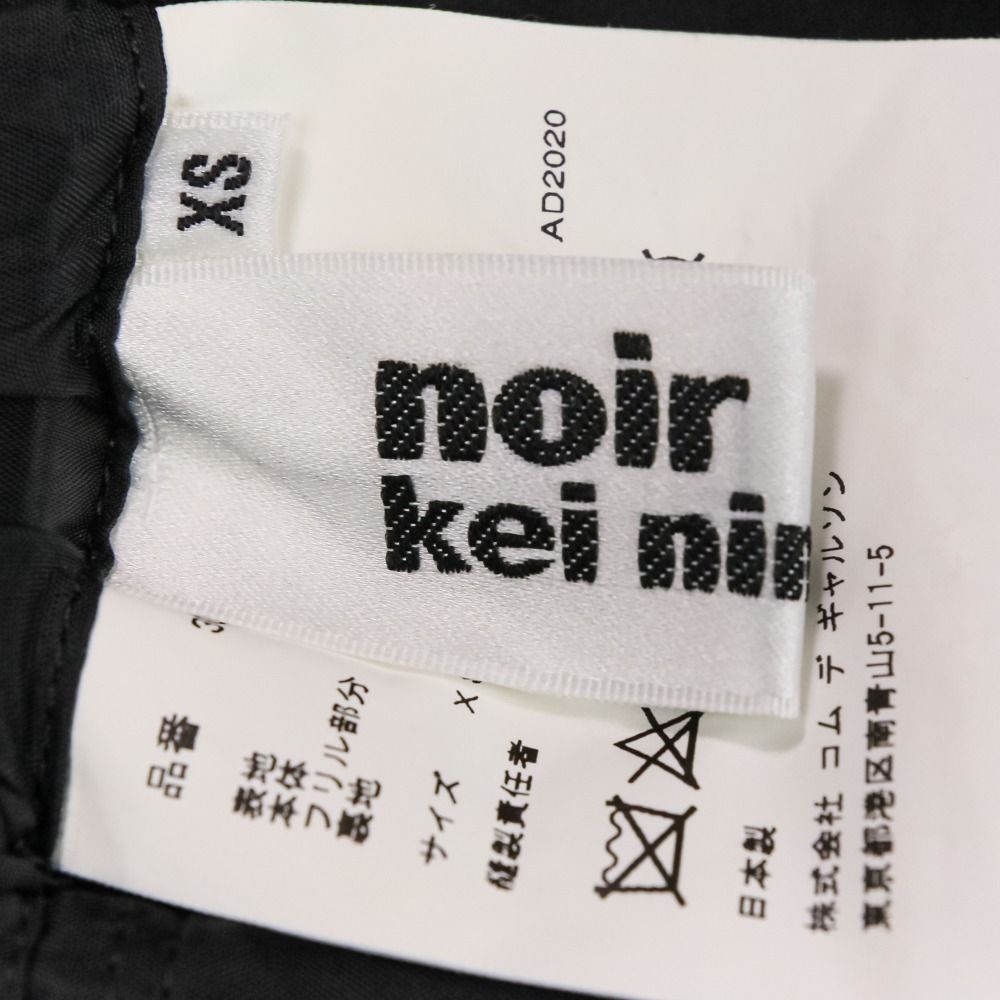 XS
noir
kei nin
AD2020
品番
表地
本体
フリル部分
裏地
サイズ
縫製責任者
日本製
株式会社 コム デ ギャルソン
東京都港区南青山5-11-5